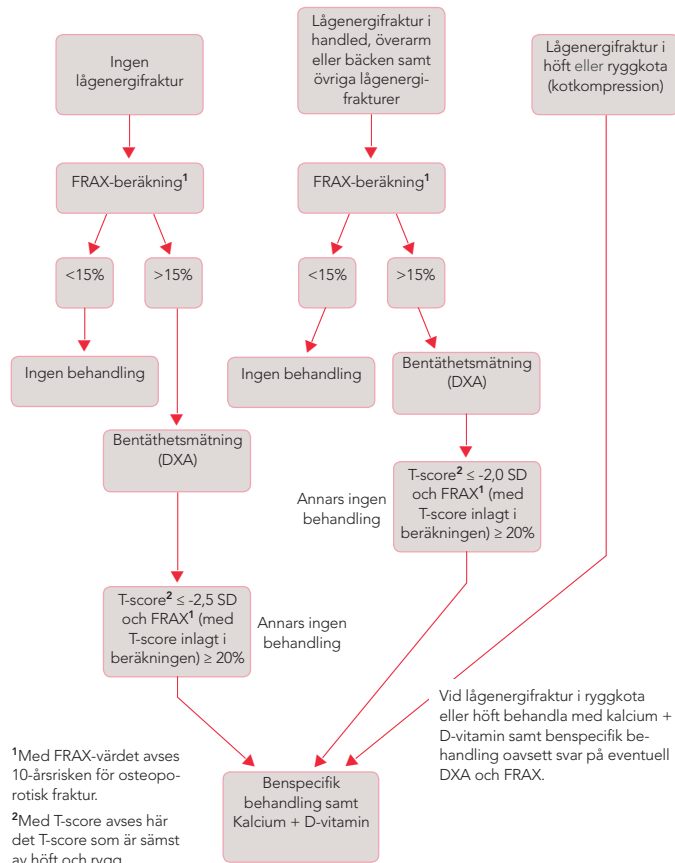 Ingen
lågenergifraktur
Lågenergifraktur i
handled, överarm
eller bäcken samt
övriga lågenergi-
frakturer
Lågenergifraktur i
höft eller ryggkota
(kotkompression)
FRAX-beräkning¹
FRAX-beräkning¹
<15%
>15%
<15%
>15%
Ingen behandling
Ingen behandling
Bentäthetsmätning
(DXA)
Bentäthetsmätning
(DXA)
Annars ingen
behandling
T-score² ≤ -2,0 SD
och FRAX¹ (med
T-score inlagt i
beräkningen) ≥ 20%
T-score² ≤ -2,5 SD
och FRAX¹ (med
T-score inlagt i
beräkningen) ≥ 20%
Annars ingen
behandling
Vid lågenergifraktur i ryggkota
eller höft behandla med kalcium +
D-vitamin samt benspecifik be-
handling oavsett svar på eventuell
DXA och FRAX.
¹Med FRAX-värdet avses
10-årsrisken för osteopo-
rotisk fraktur.
²Med T-score avses här
det T-score som är sämst
av höft och rygg
Benspecifik
behandling samt
Kalcium + D-vitamin